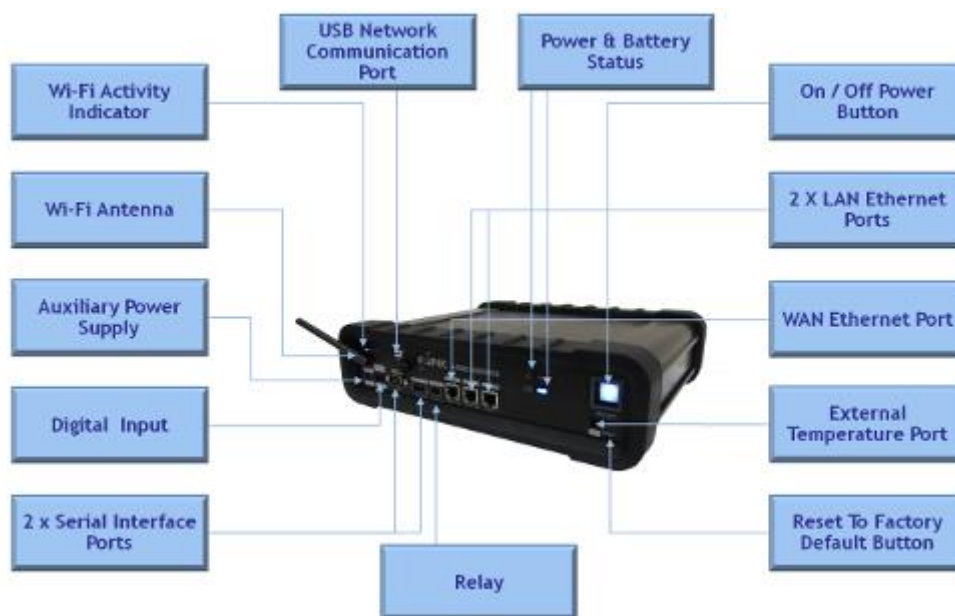 USB Network
Communication
Port
Power & Battery
Status
Wi-Fi Activity
Indicator
On / Off Power
Button
Wi-Fi Antenna
2 X LAN Ethernet
Ports
Auxiliary Power
Supply
WAN Ethernet Port
Digital  Input
External
Temperature Port
2 x Serial Interface
Ports
Reset To Factory
Default Button
Relay